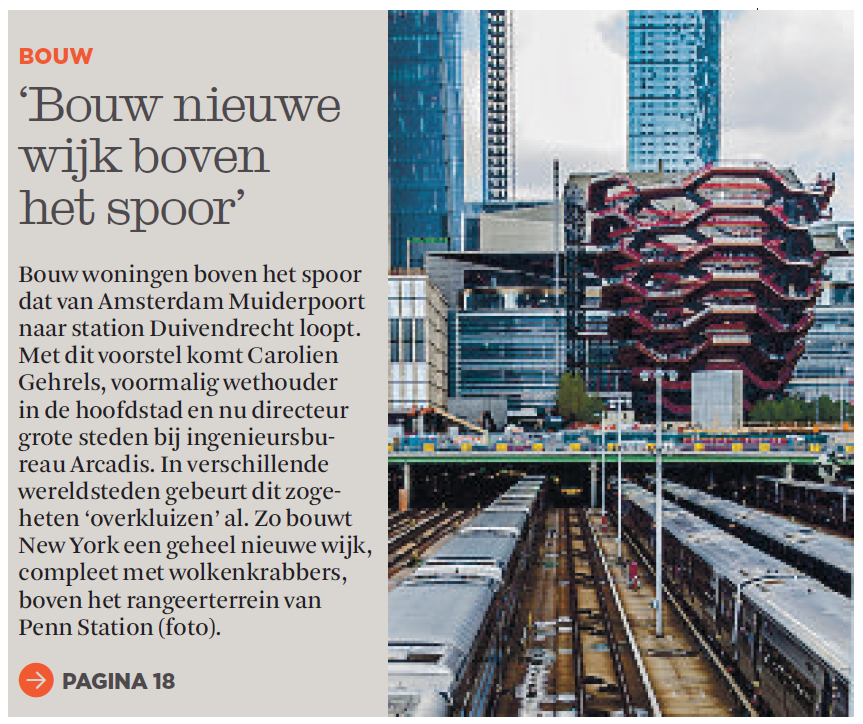 BOUW
‘Bouw nieuwe
wijk boven
het spoor’
Bouw woningen boven het spoor
dat van Amsterdam Muiderpoort
naar station Duivendrecht loopt.
Met dit voorstel komt Carolien
Gehrels, voormalig wethouder
in de hoofdstad en nu directeur
grote steden bij ingenieursbu-
reau Arcadis. In verschillende
wereldsteden gebeurt dit zoge-
heten ‘overkluizen’ al. Zo bouwt
New York een geheel nieuwe wijk,
compleet met wolkenkrabbers,
boven het rangeerterrein van
Penn Station (foto).
PAGINA 18